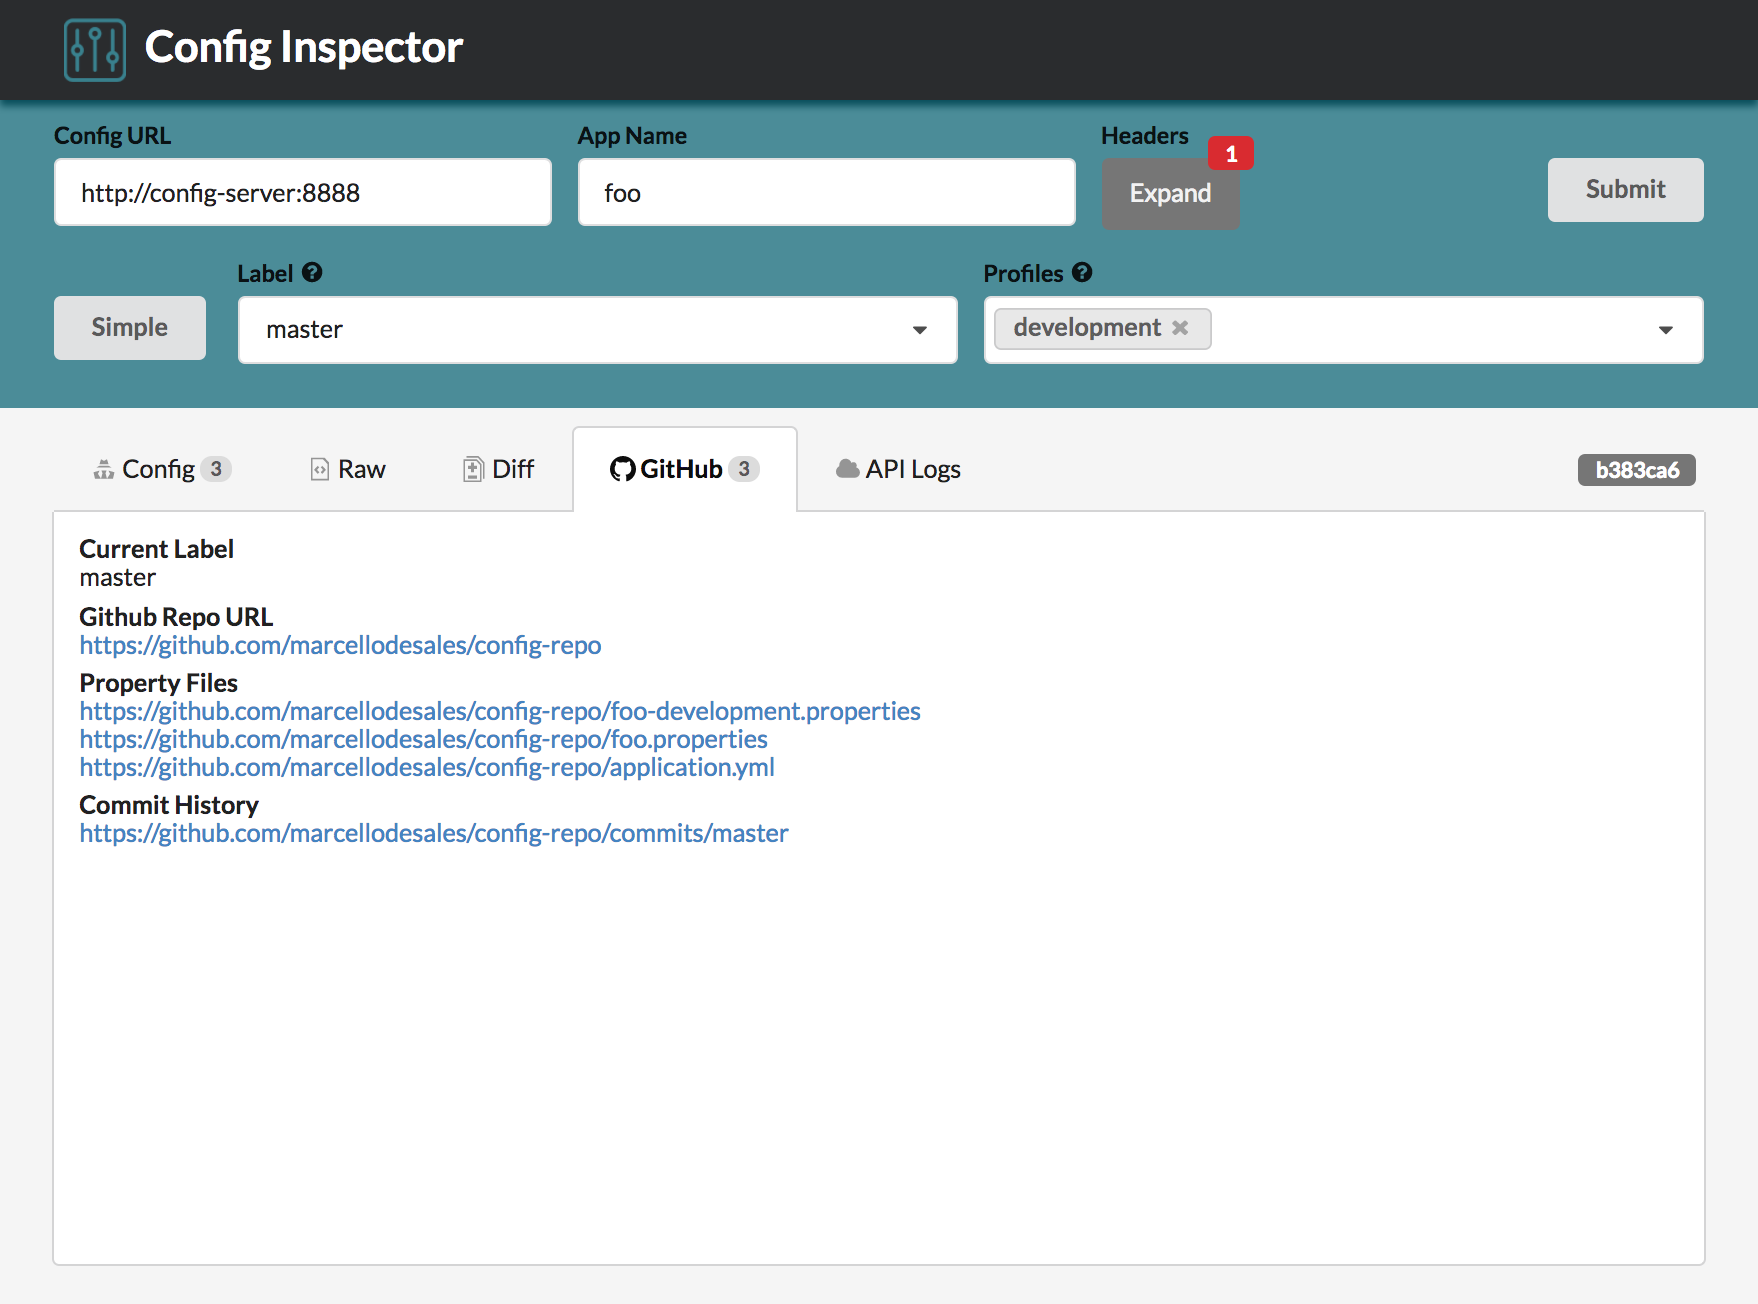 Config Inspector
Config URL
App Name
Headers
http://config-server:8888
foo
Expand
1
Submit
Simple
Label
master
Profiles
development
Config 3
Raw
Diff
GitHub 3
API Logs
b383ca6
Current Label
master
Github Repo URL
https://github.com/marcellodesales/config-repo
Property Files
https://github.com/marcellodesales/config-repo/foo-development.properties
https://github.com/marcellodesales/config-repo/foo.properties
https://github.com/marcellodesales/config-repo/application.yml
Commit History
https://github.com/marcellodesales/config-repo/commits/master